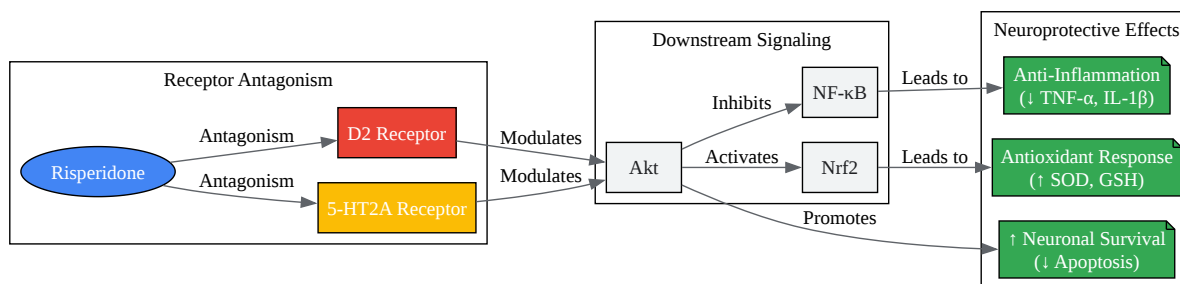 Receptor Antagonism
Risperidone
Antagonism
Antagonism
D2 Receptor
5-HT2A Receptor
Modulates
Modulates
Downstream Signaling
Akt
Inhibits
Activates
Promotes
NF-κB
Nrf2
Leads to
Leads to
Neuroprotective Effects
Anti-Inflammation
(↓ TNF-α, IL-1β)
Antioxidant Response
(↑ SOD, GSH)
↑ Neuronal Survival
(↓ Apoptosis)